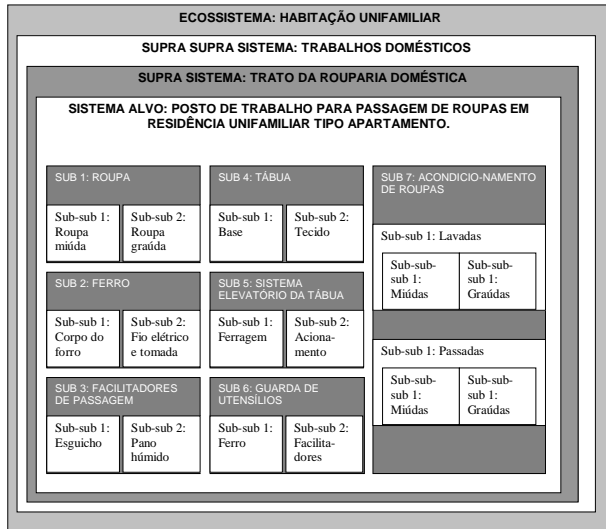 ECOSSISTEMA: HABITAÇÃO UNIFAMILIAR
SUPRA SUPRA SISTEMA: TRABALHOS DOMÉSTICOS
SUPRA SISTEMA: TRATO DA ROUPARIA DOMÉSTICA
SISTEMA ALVO: POSTO DE TRABALHO PARA PASSAGEM DE ROUPAS EM
RESIDÊNCIA UNIFAMILIAR TIPO APARTAMENTO.
SUB 1: ROUPA
Sub-sub 1:
Roupa
miúda
Sub-sub 2:
Roupa
graúda
SUB 2: FERRO
Sub-sub 1:
Corpo do
forro
Sub-sub 2:
Fio elétrico
e tomada
SUB 3: FACILITADORES
DE PASSAGEM
Sub-sub 1:
Esguicho
Sub-sub 2:
Pano
húmido
SUB 4: TÁBUA
Sub-sub 1:
Base
Sub-sub 2:
Tecido
SUB 5: SISTEMA
ELEVATÓRIO DA TÁBUA
Sub-sub 1:
Ferragem
Sub-sub 2:
Aciona-
mento
SUB 6: GUARDA DE
UTENSÍLIOS
Sub-sub 1:
Ferro
Sub-sub 2:
Facilita-
dores
SUB 7: ACONDICIO-NAMENTO
DE ROUPAS
Sub-sub 1: Lavadas
Sub-sub-
sub 1:
Miúdas
Sub-sub-
sub 1:
Graúdas
Sub-sub 1: Passadas
Sub-sub-
sub 1:
Miúdas
Sub-sub-
sub 1:
Graúdas